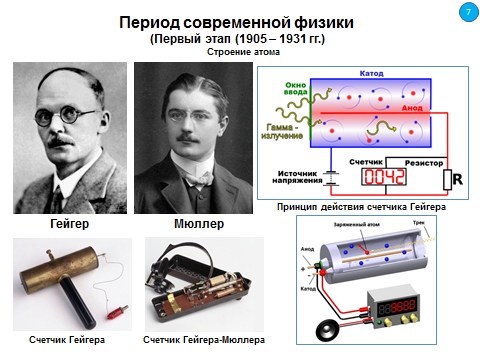 7
Период современной физики
(Первый этап (1905 – 1931 гг.)
Строение атома
Гейгер
Мюллер
Катод
Окно
ввода
Анод
Гамма -
излучение
Счетчик
Резистор
Источник
напряжения
0042
R
Принцип действия счетчика Гейгера
Счетчик Гейгера
Счетчик Гейгера-Мюллера
Заряженный атом
Трек
Анод
+
-
Катод